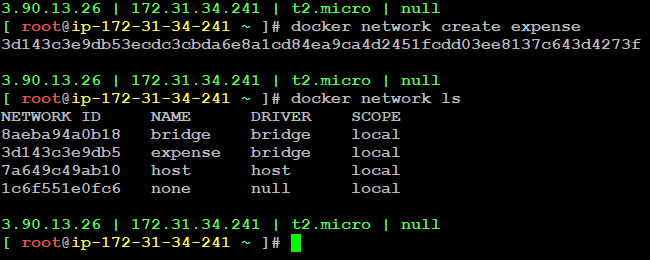 3.90.13.26 | 172.31.34.241 | t2.micro | null
[ root@ip-172-31-34-241 ~ ]# docker network create expense
3d143c3e9db53ecdc3cbda6e8a1cd84ea9ca4d2451fcdd03ee8137c643d4273f
3.90.13.26 | 172.31.34.241 | t2.micro | null
[ root@ip-172-31-34-241 ~ ]# docker network ls
NETWORK ID     NAME      DRIVER    SCOPE
8aeba94a0b18   bridge    bridge    local
3d143c3e9db5   expense   bridge    local
7a649c49ab10   host      host      local
1c6f551e0fc6   none      null      local
3.90.13.26 | 172.31.34.241 | t2.micro | null
[ root@ip-172-31-34-241 ~ ]#